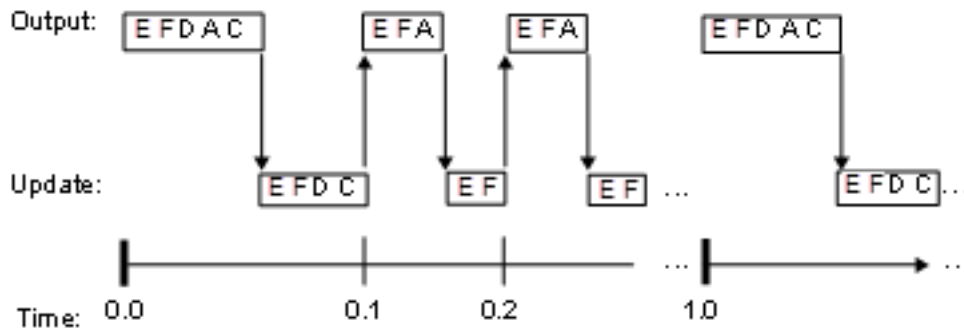 Output: E F D A C E F A E F A E F D A C
Update: E F D C E F E F ... E F D C ..
... ..
Time: 0.0 0.1 0.2 1.0